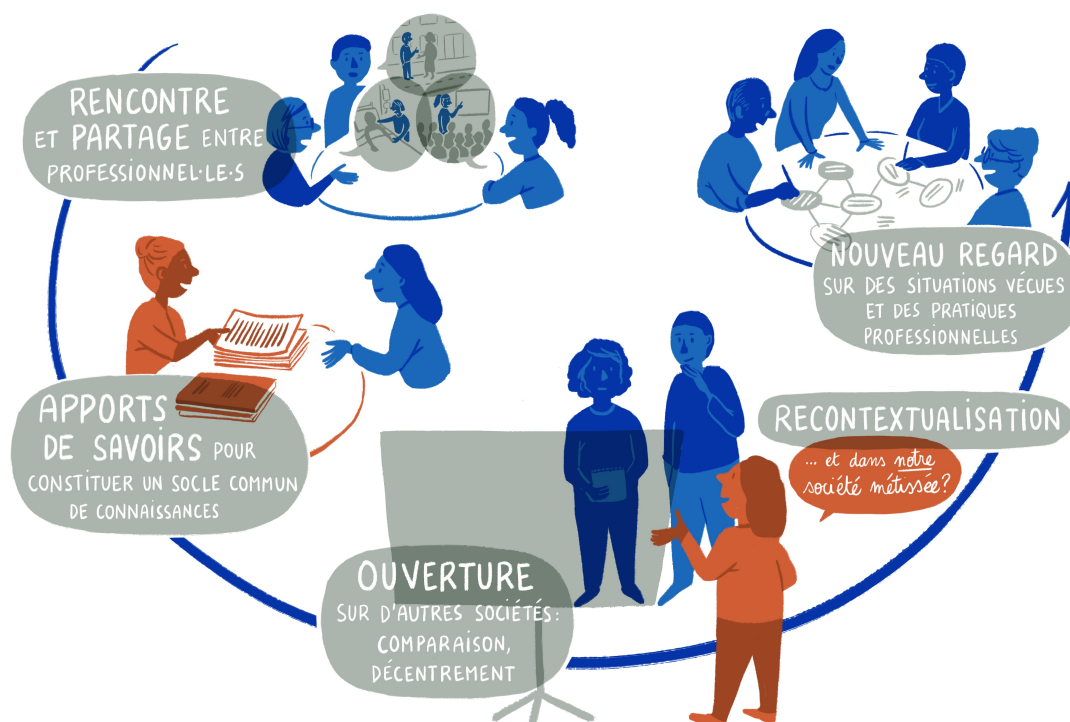 RENCONTRE
ET PARTAGE ENTRE
PROFESSIONNEL·LE·S
APPORTS
DE SAVOIRS POUR
CONSTITUER UN SOCLE COMMUN
DE CONNAISSANCES
OUVERTURE
SUR D'AUTRES SOCIÉTÉS:
COMPARAISON,
DÉCENTREMENT
RECONTEXTUALISATION
... et dans notre
société métissée?
NOUVEAU REGARD
SUR DES SITUATIONS VÉCUES
ET DES PRATIQUES
PROFESSIONNELLES